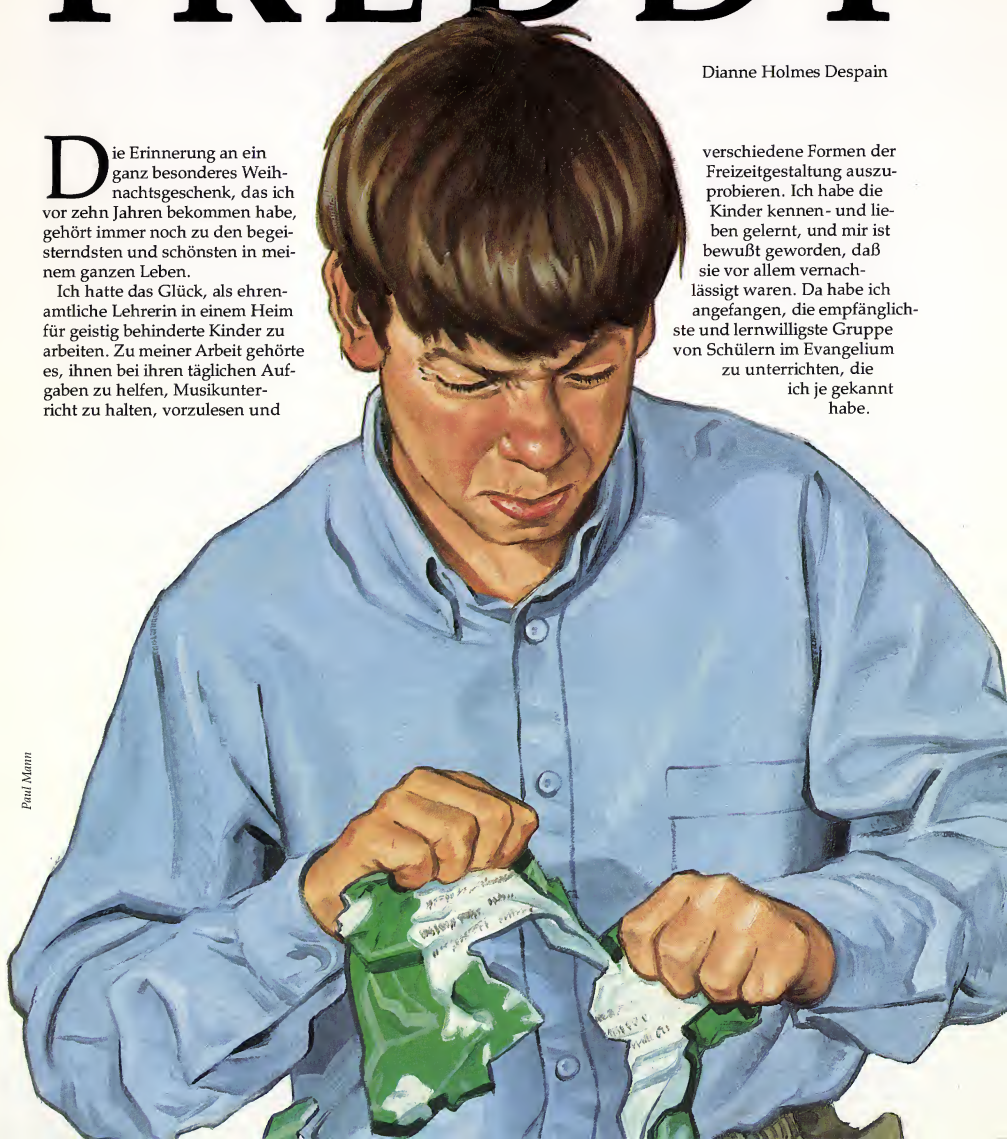 FREDDY
Dianne Holmes Despain
Die Erinnerung an ein
ganz besonderes Weih-
nachtsgeschenk, das ich
vor zehn Jahren bekommen habe,
gehört immer noch zu den begei-
sterndsten und schönsten in mei-
nem ganzen Leben.
Ich hatte das Glück, als ehren-
amtliche Lehrerin in einem Heim
für geistig behinderte Kinder zu
arbeiten. Zu meiner Arbeit gehörte
es, ihnen bei ihren täglichen Auf-
gaben zu helfen, Musikunter-
richt zu halten, vorzulesen und
verschiedene Formen der
Freizeitgestaltung auszu-
probieren. Ich habe die
Kinder kennen- und lie-
ben gelernt, und mir ist
bewußt geworden, daß
sie vor allem vernach-
lässigt waren. Da habe ich
angefangen, die empfänglich-
ste und lernwilligste Gruppe
von Schülern im Evangelium
zu unterrichten, die
ich je gekannt
habe.
Paul Mann